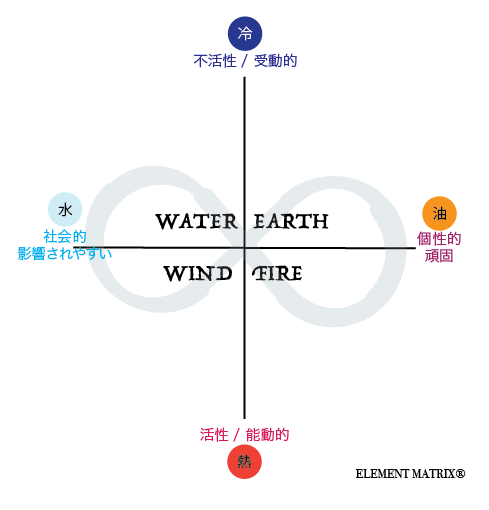 冷
不活性 / 受動的
水
油
社会的
影響されやすい
WATER EARTH
個性的
頑固
WIND FIRE
活性 / 能動的
熱
ELEMENT MATRIX®